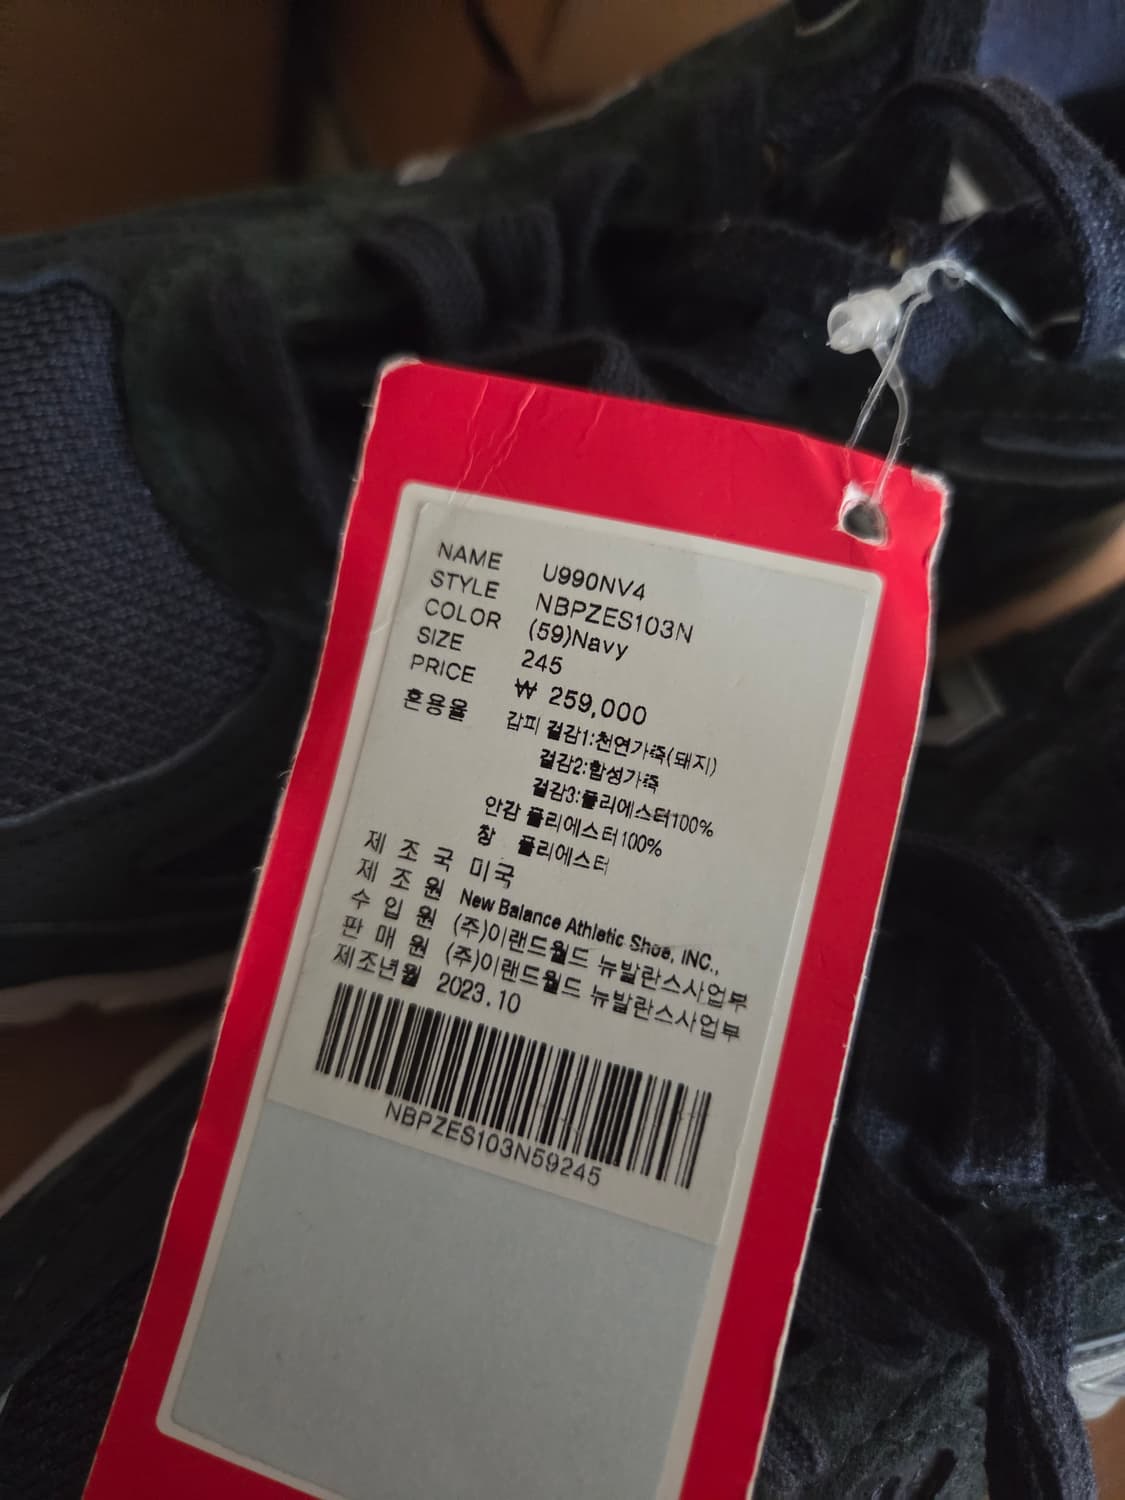 NAME U990NV4
STYLE NBPZES103N
COLOR (59)Navy
SIZE 245
PRICE ₩ 259,000
혼용율 갑피 겉감1:천연가죽(돼지)
겉감2:합성가죽
겉감3:폴리에스터100%
안감 폴리에스터100%
창 폴리에스터
제조국 미국
제조원 New Balance Athletic Shoe, INC.,
수입원 (주)이랜드월드 뉴발란스사업부
판매원 (주)이랜드월드 뉴발란스사업부
제조년월 2023.10
NBPZES103N59245